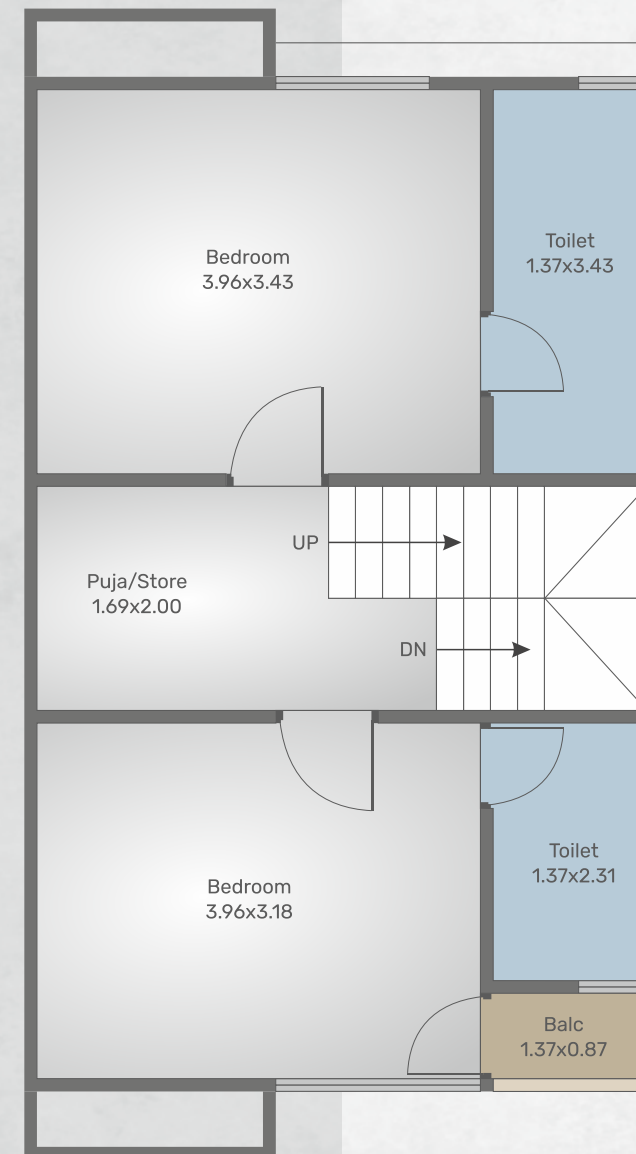 Bedroom
3.96x3.43
Toilet
1.37x3.43
UP
Puja/Store
1.69x2.00
DN
Bedroom
3.96x3.18
Toilet
1.37x2.31
Balc
1.37x0.87